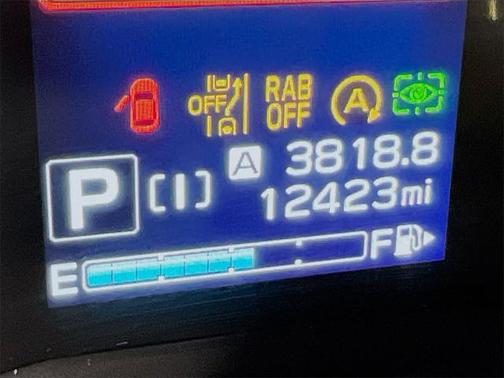 OFF RAB OFF A
P [I] A 3818.8
12423mi
E F